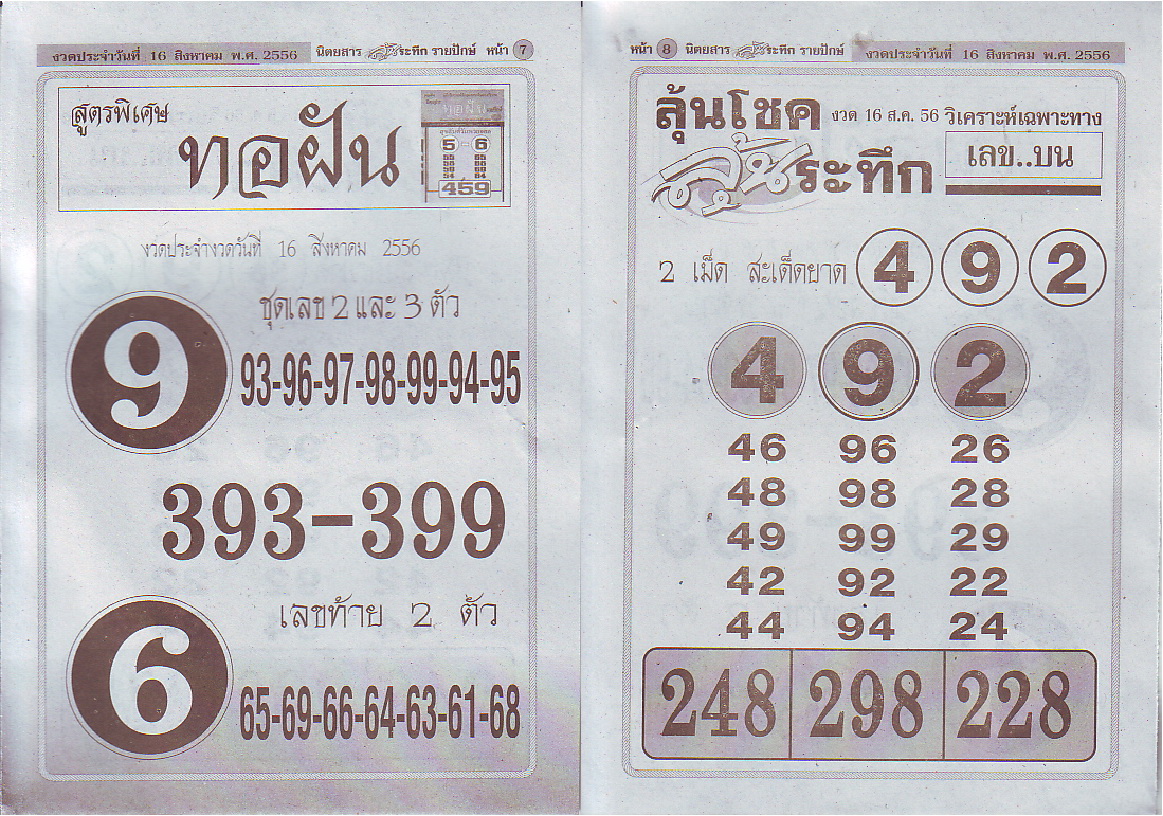 งวดประจำวันที่ 16 สิงหาคม พ.ศ. 2556 นิตยสาร ลุ้นระทึก รายปักษ์ หน้า 7
สูตรพิเศษ
ทอฝัน
ทอฝัน
5 - 6
459
งวดประจำงวดวันที่ 16 สิงหาคม 2556
ชุดเลข 2 และ 3 ตัว
9
93-96-97-98-99-94-95
393-399
เลขท้าย 2 ตัว
6
65-69-66-64-63-61-68
หน้า 8 นิตยสาร ลุ้นระทึก รายปักษ์ งวดประจำวันที่ 16 สิงหาคม พ.ศ. 2556
ลุ้นโชค งวด 16 ส.ค. 56 วิเคราะห์เฉพาะทาง
ลุ้นระทึก
เลข..บน
2 เม็ด สะเด็ดยาด 4 9 2
4 9 2
46 96 26
48 98 28
49 99 29
42 92 22
44 94 24
248 298 228